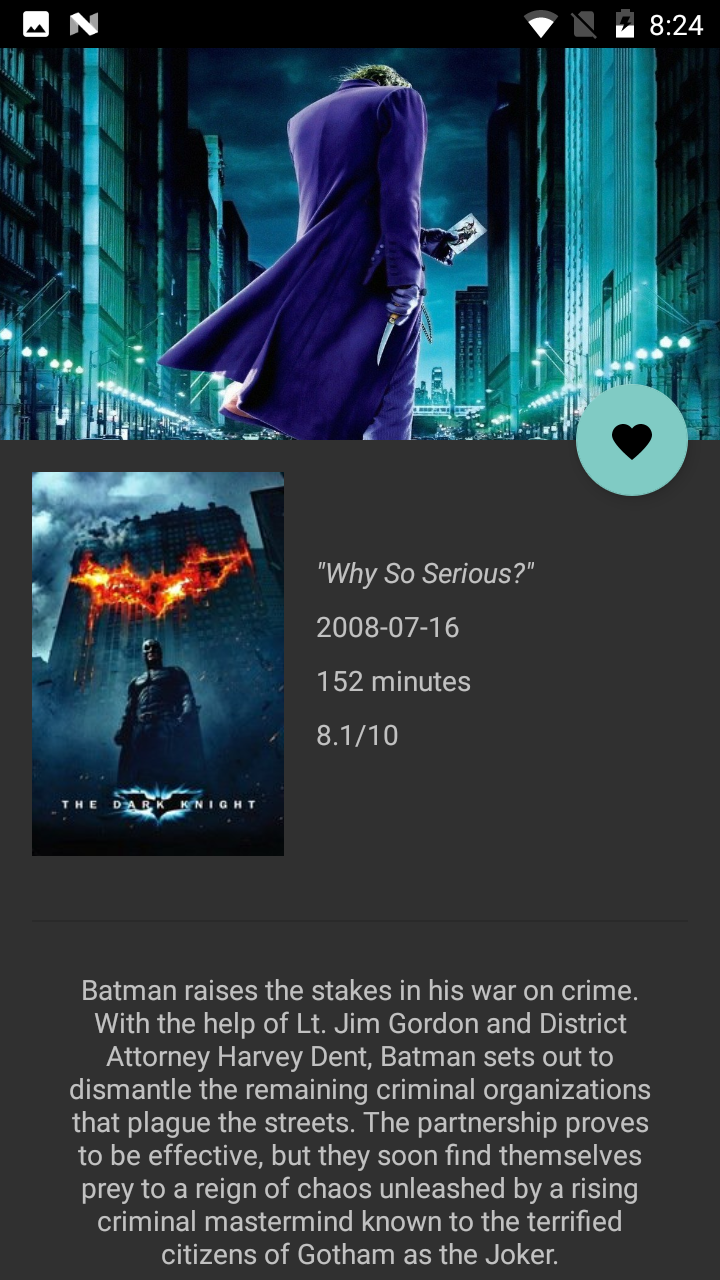 8:24
"Why So Serious?"
2008-07-16
152 minutes
8.1/10
THE DARK KNIGHT
Batman raises the stakes in his war on crime.
With the help of Lt. Jim Gordon and District
Attorney Harvey Dent, Batman sets out to
dismantle the remaining criminal organizations
that plague the streets. The partnership proves
to be effective, but they soon find themselves
prey to a reign of chaos unleashed by a rising
criminal mastermind known to the terrified
citizens of Gotham as the Joker.